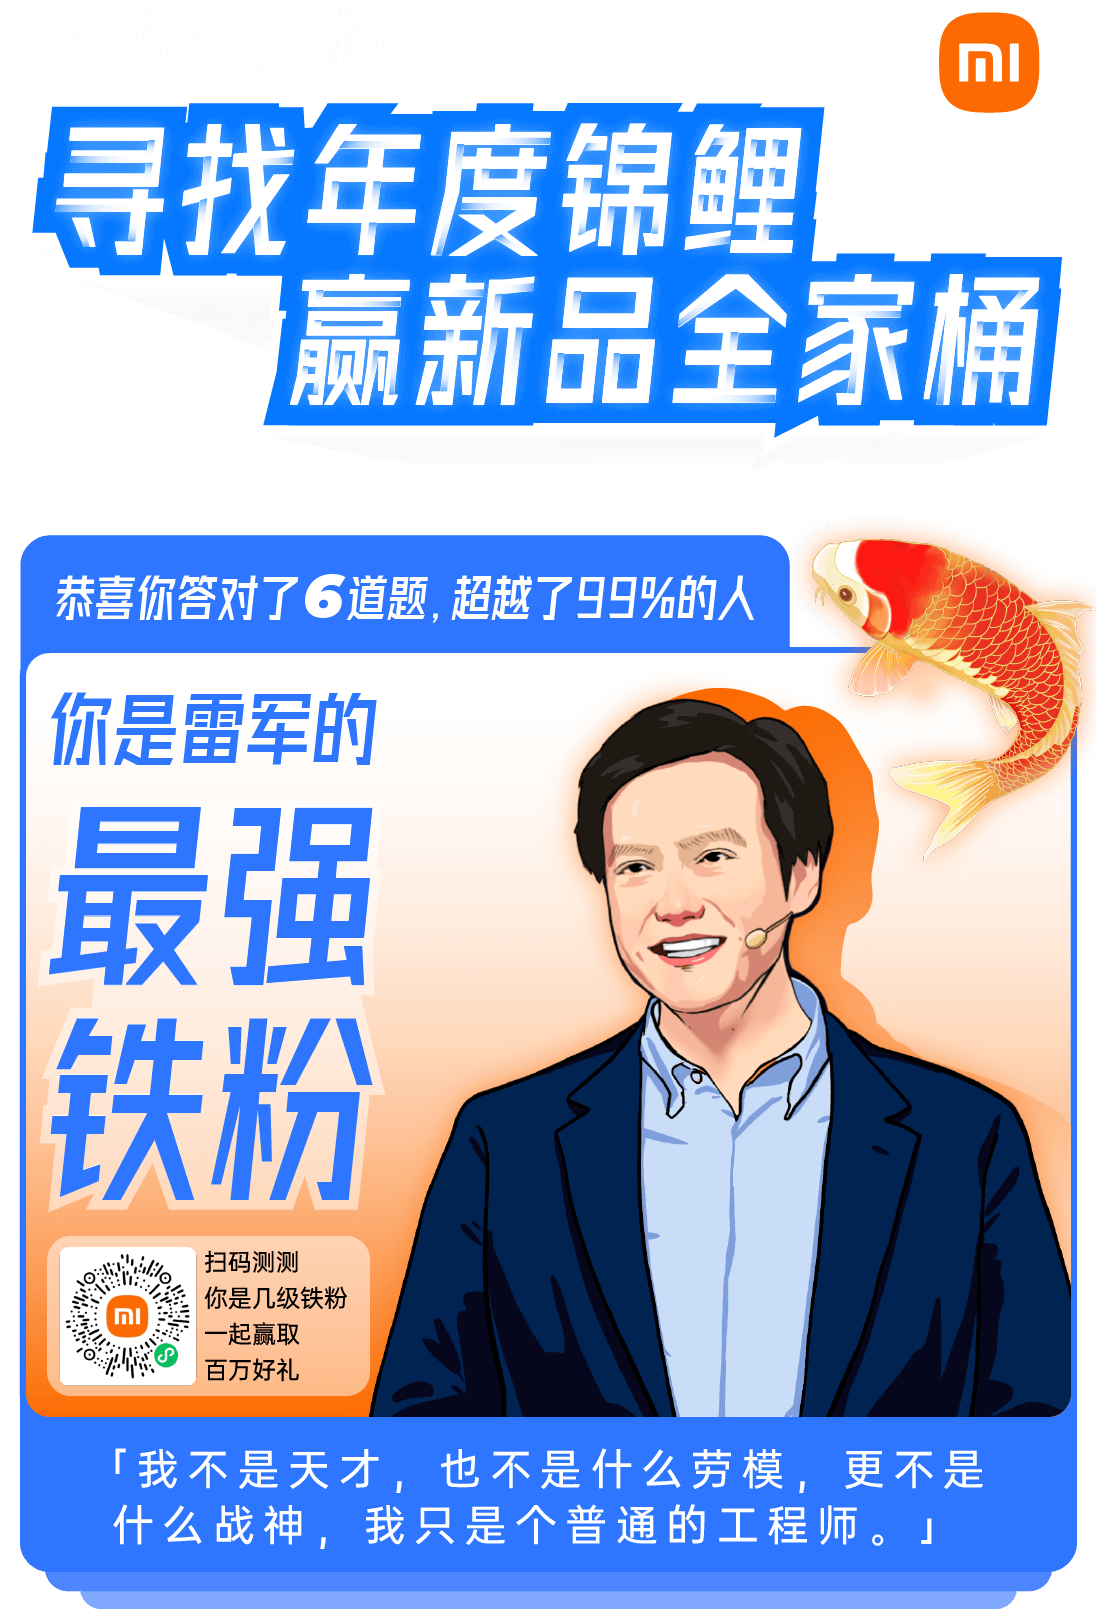 mi
寻找年度锦鲤
赢新品全家桶
恭喜你答对了6道题，超越了99%的人
你是雷军的
最强
铁粉
mi
扫码测测
你是几级铁粉
一起赢取
百万好礼
「我不是天才，也不是什么劳模，更不是
什么战神，我只是个普通的工程师。」